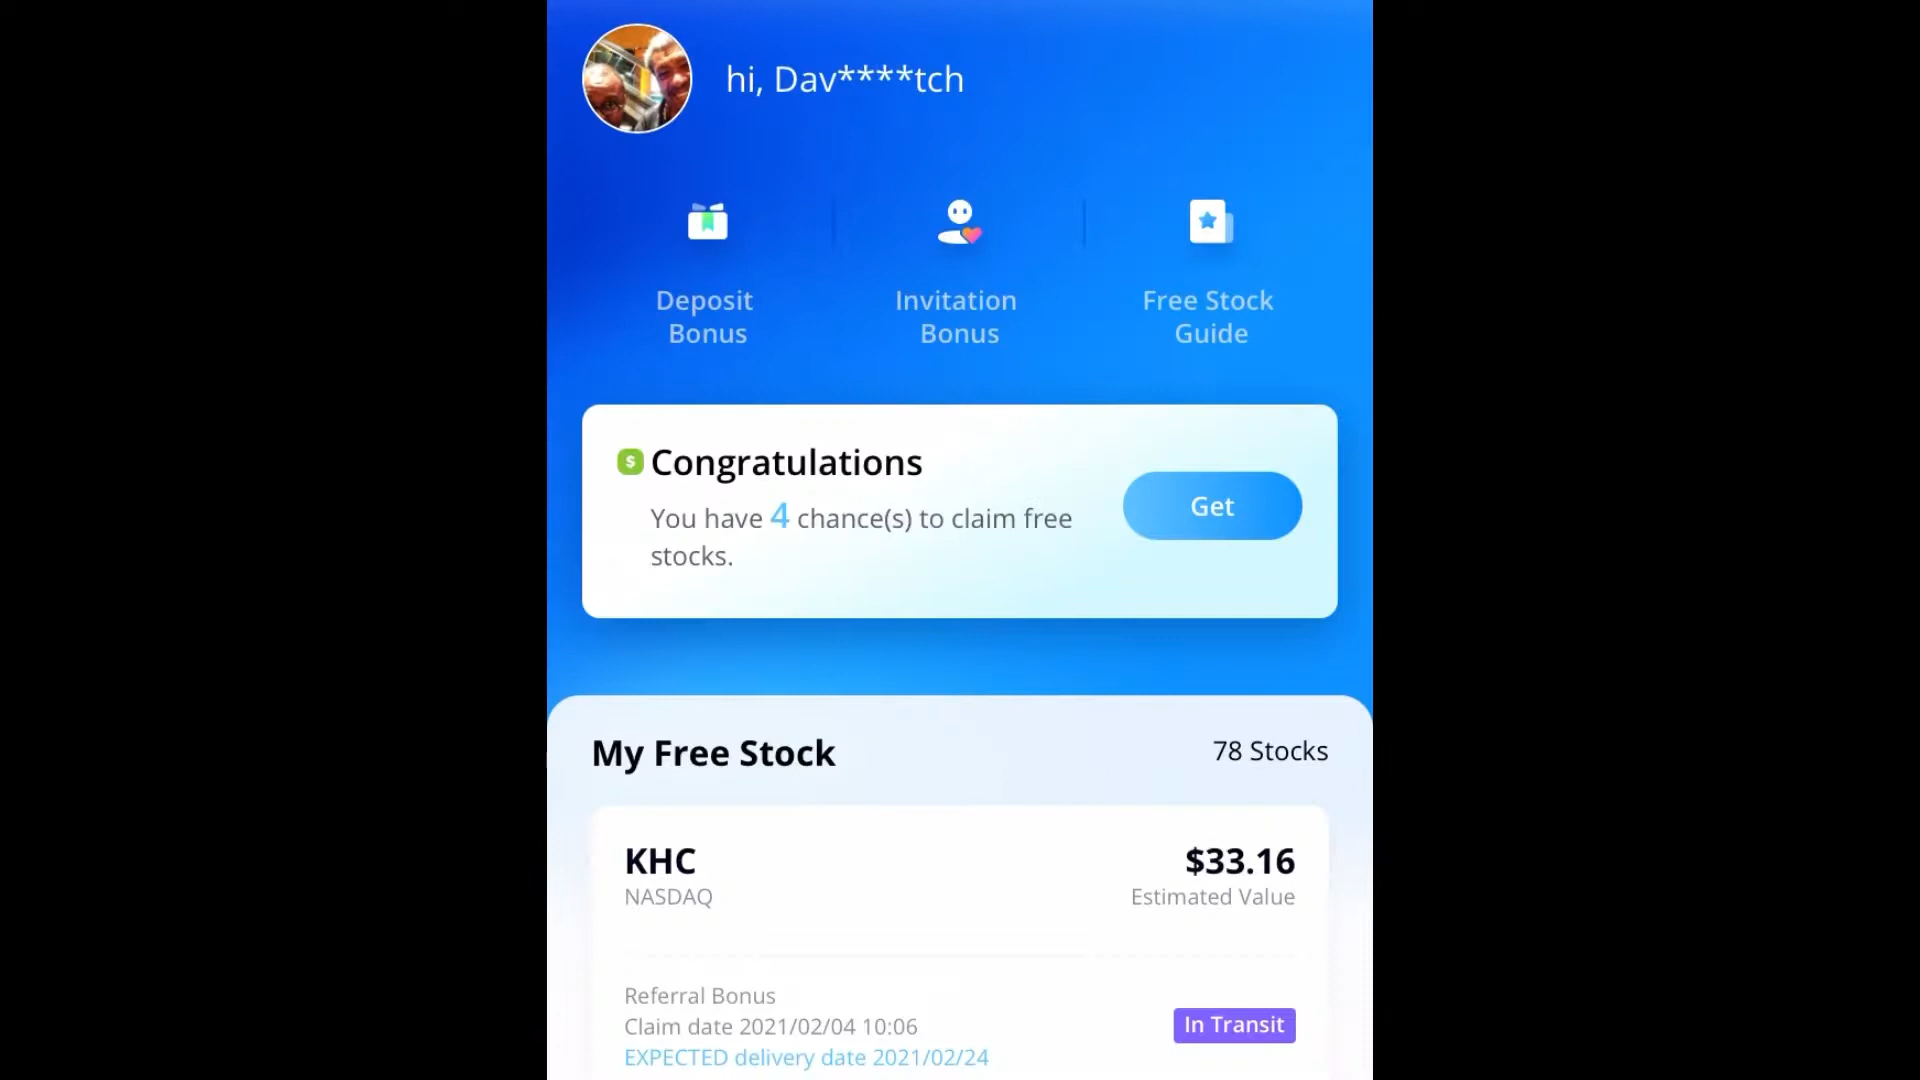 hi, Dav****tch
Deposit
Bonus
Invitation
Bonus
Free Stock
Guide
$ Congratulations
You have 4 chance(s) to claim free
stocks.
Get
My Free Stock
78 Stocks
KHC
$33.16
NASDAQ
Estimated Value
Referral Bonus
Claim date 2021/02/04 10:06
In Transit
EXPECTED delivery date 2021/02/24